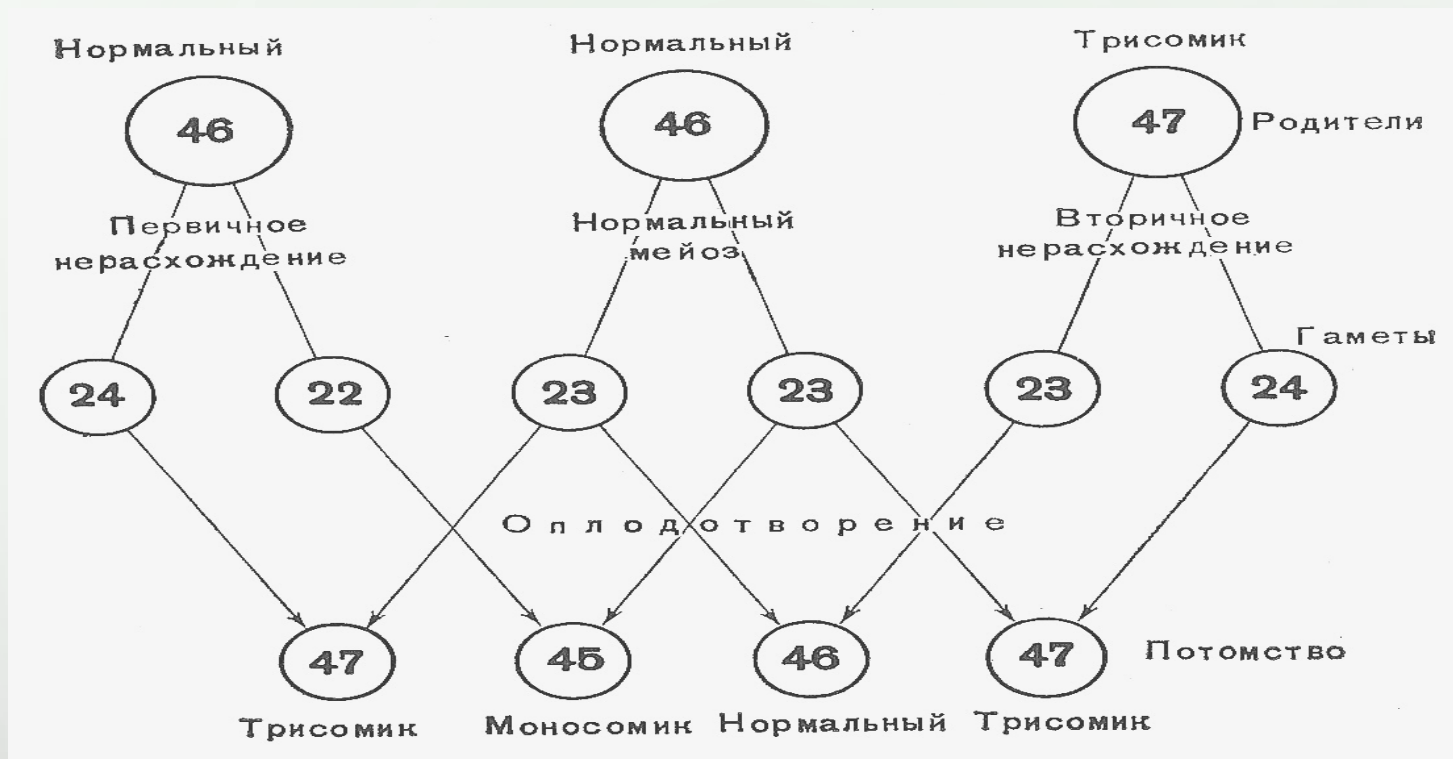 Нормальный
Нормальный
Трисомик
46
46
47
Родители
Первичное
нерасхождение
Нормальный
мейоз
Вторичное
нерасхождение
Гаметы
24
22
23
23
23
24
Оплодотворение
47
45
46
47
Потомство
Трисомик
Моносомик
Нормальный
Трисомик